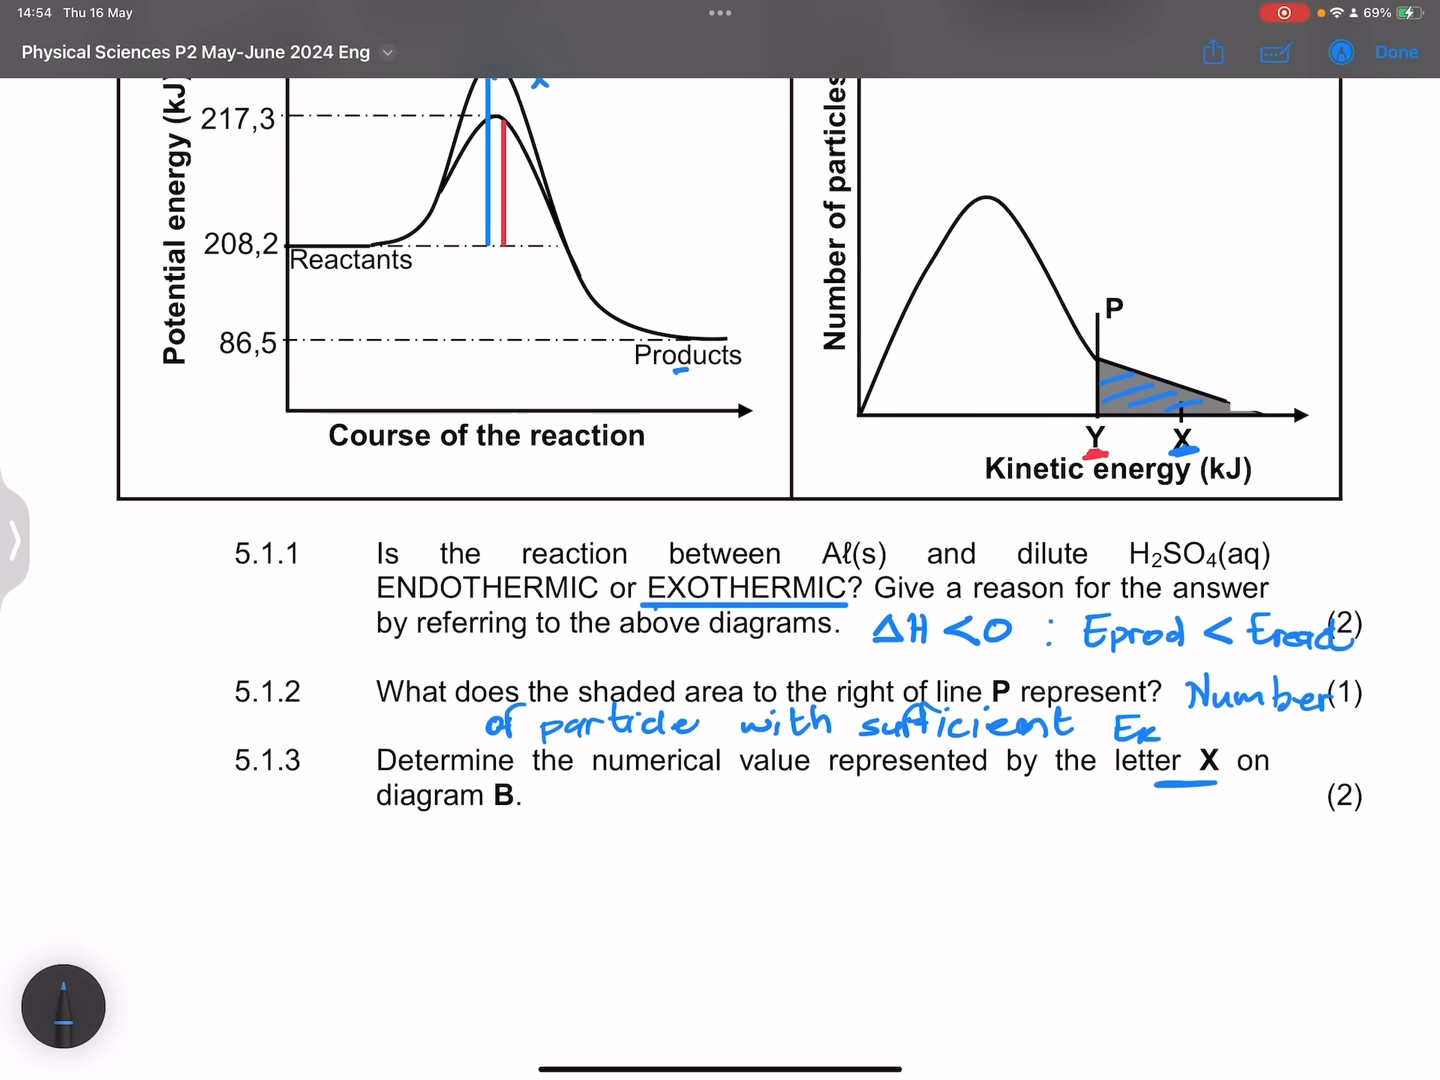 14:54 Thu 16 May
69%
Physical Sciences P2 May-June 2024 Eng
Done
Potential energy (kJ)
217,3
208,2
Reactants
86,5
Products
Course of the reaction
x
Number of particles
P
Y
X
Kinetic energy (kJ)
5.1.1 Is the reaction between Aℓ(s) and dilute H₂SO₄(aq)
ENDOTHERMIC or EXOTHERMIC? Give a reason for the answer
by referring to the above diagrams. ΔH <0 : Eprod < Ereact (2)
5.1.2 What does the shaded area to the right of line P represent? Number (1)
of particle with sufficient Ek
5.1.3 Determine the numerical value represented by the letter X on
diagram B. (2)